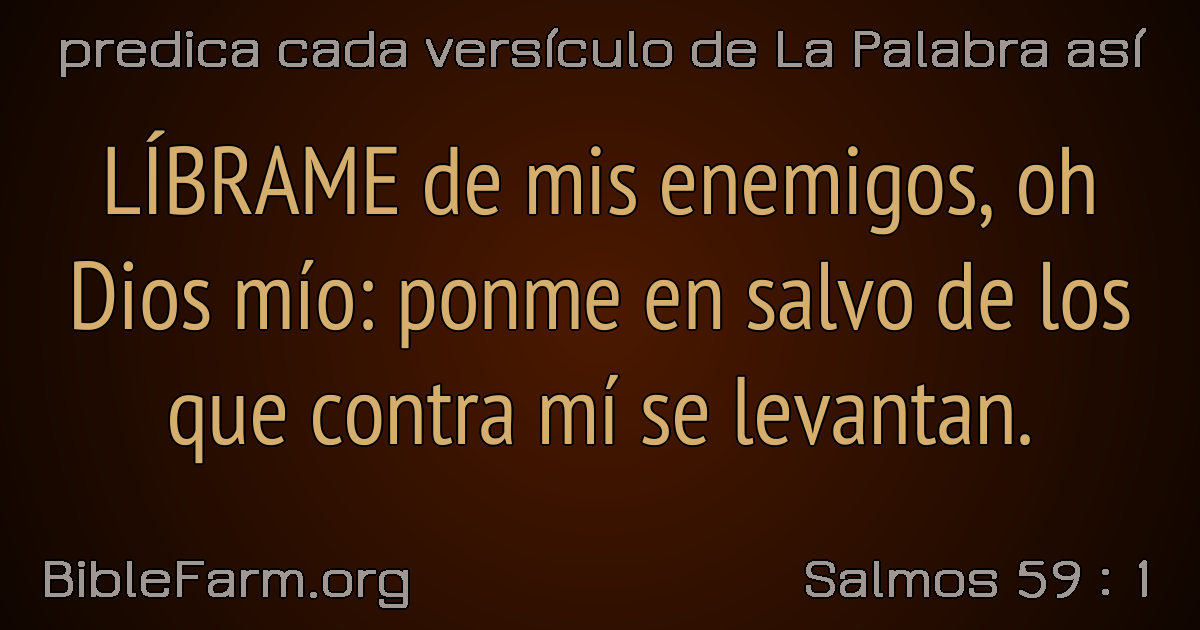 predica cada versículo de La Palabra así
LÍBRAME de mis enemigos, oh
Dios mío: ponme en salvo de los
que contra mí se levantan.
BibleFarm.org
Salmos 59 : 1